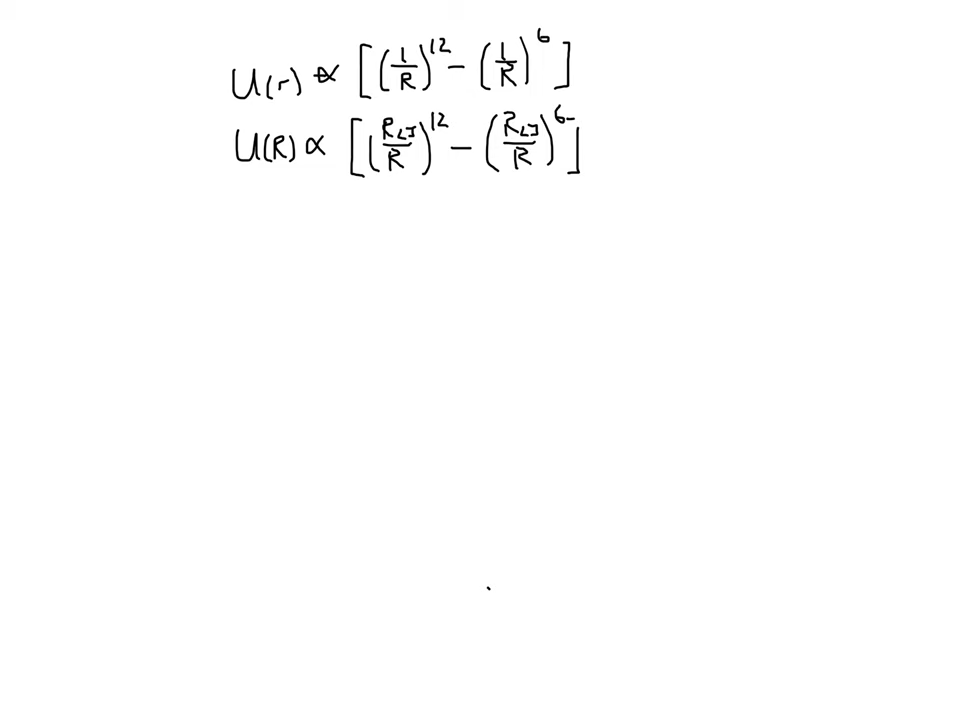 U(r) ∝ [(1/R)^12 − (1/R)^6]
U(R) ∝ [(R_LJ/R)^12 − (R_LJ/R)^6]